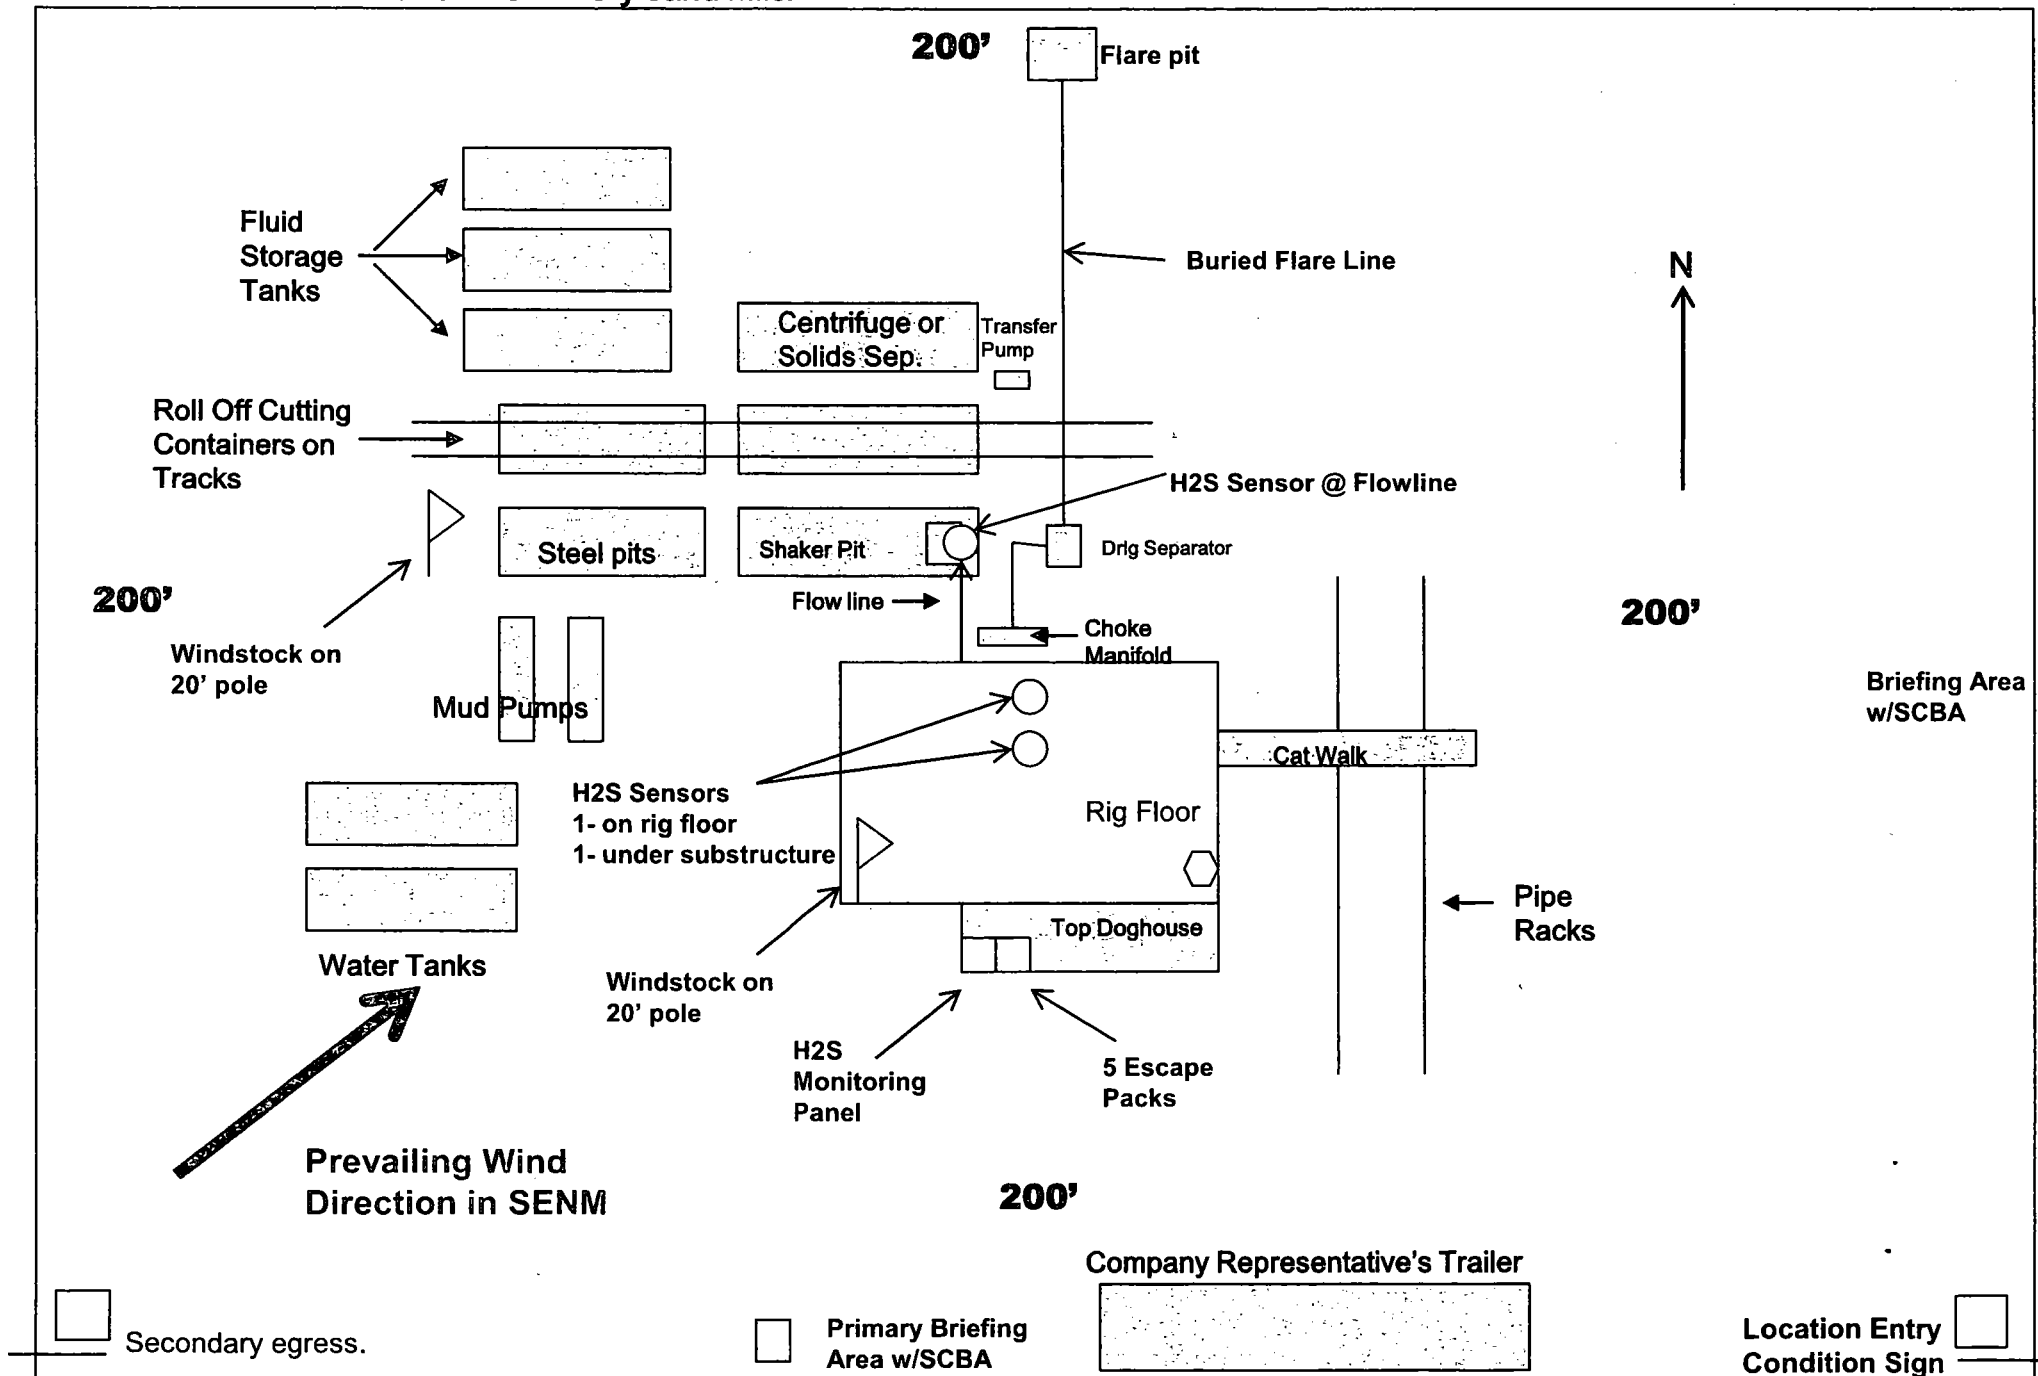 200'
Flare pit
Fluid
Storage
Tanks
Buried Flare Line
N
Centrifuge or
Solids Sep.
Transfer
Pump
Roll Off Cutting
Containers on
Tracks
H2S Sensor @ Flowline
Steel pits
Shaker Pit
Drlg Separator
200'
Flow line
200'
Choke
Manifold
Windstock on
20' pole
Briefing Area
w/SCBA
Mud Pumps
Cat Walk
H2S Sensors
1- on rig floor
1- under substructure
Rig Floor
Pipe
Racks
Top Doghouse
Water Tanks
Windstock on
20' pole
H2S
Monitoring
Panel
5 Escape
Packs
Prevailing Wind
Direction in SENM
200'
Company Representative's Trailer
Secondary egress.
Primary Briefing
Area w/SCBA
Location Entry
Condition Sign